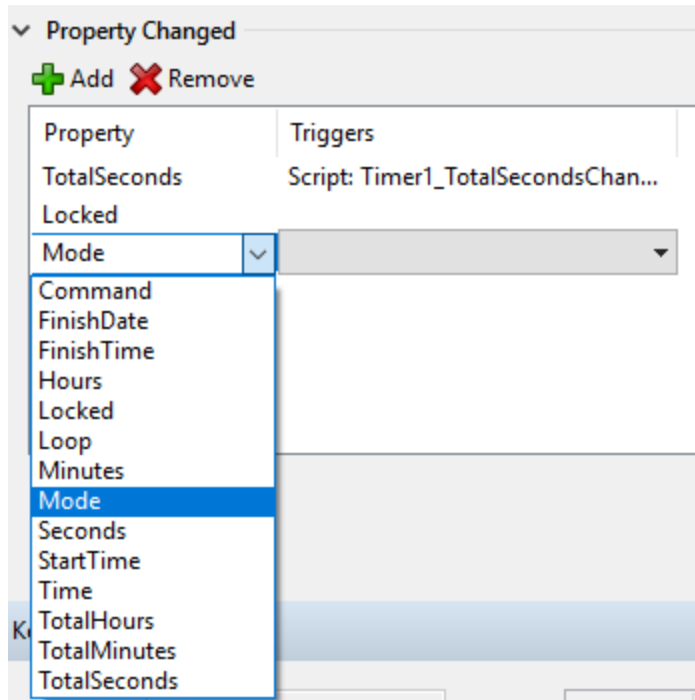 Property Changed
Add Remove
Property Triggers
TotalSeconds Script: Timer1_TotalSecondsChan...
Locked
Mode
Command
FinishDate
FinishTime
Hours
Locked
Loop
Minutes
Mode
Seconds
StartTime
Time
TotalHours
TotalMinutes
TotalSeconds